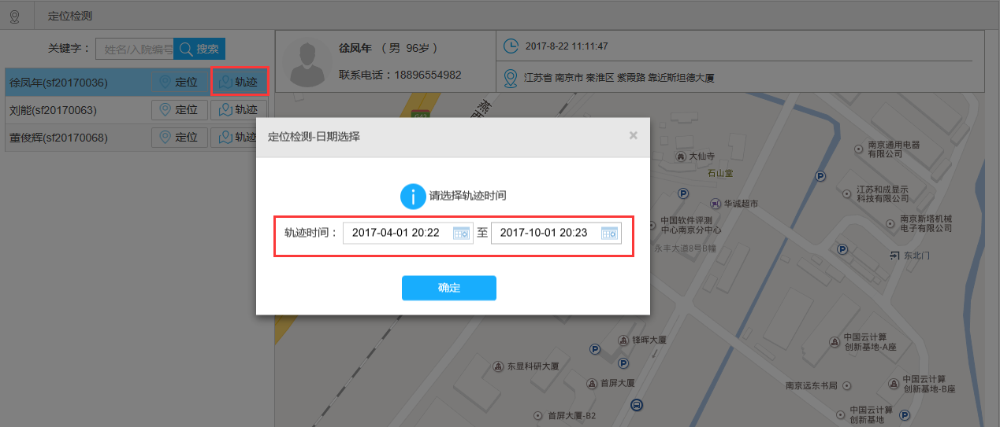 定位检测
关键字：
姓名/入院编号
搜索
徐凤年(sf20170036)
定位
轨迹
刘能(sf20170063)
定位
轨迹
董俊辉(sf20170068)
定位
轨迹
徐凤年 （ 男 96岁 ）
联系电话：18896554982
2017-8-22 11:11:47
江苏省 南京市 秦淮区 紫霞路 靠近斯坦德大厦
定位检测-日期选择
×
请选择轨迹时间
轨迹时间：
2017-04-01 20:22
至
2017-10-01 20:23
确定
G42
大仙寺
石山堂
南京通用电器
有限公司
P
P
江苏和成显示
科技有限公司
华诚超市
中国软件评测
中心南京分中心
南京斯塔机械
电子有限公司
永丰大道8号B幢
P
东北门
锋晖大厦
P
P
中国云计算
创新基地-A座
东显科研大厦
首屏大厦
南京远东书局
中国云计算
创新基地-B座
首屏大厦-B2
中国云计算
创新基地
P